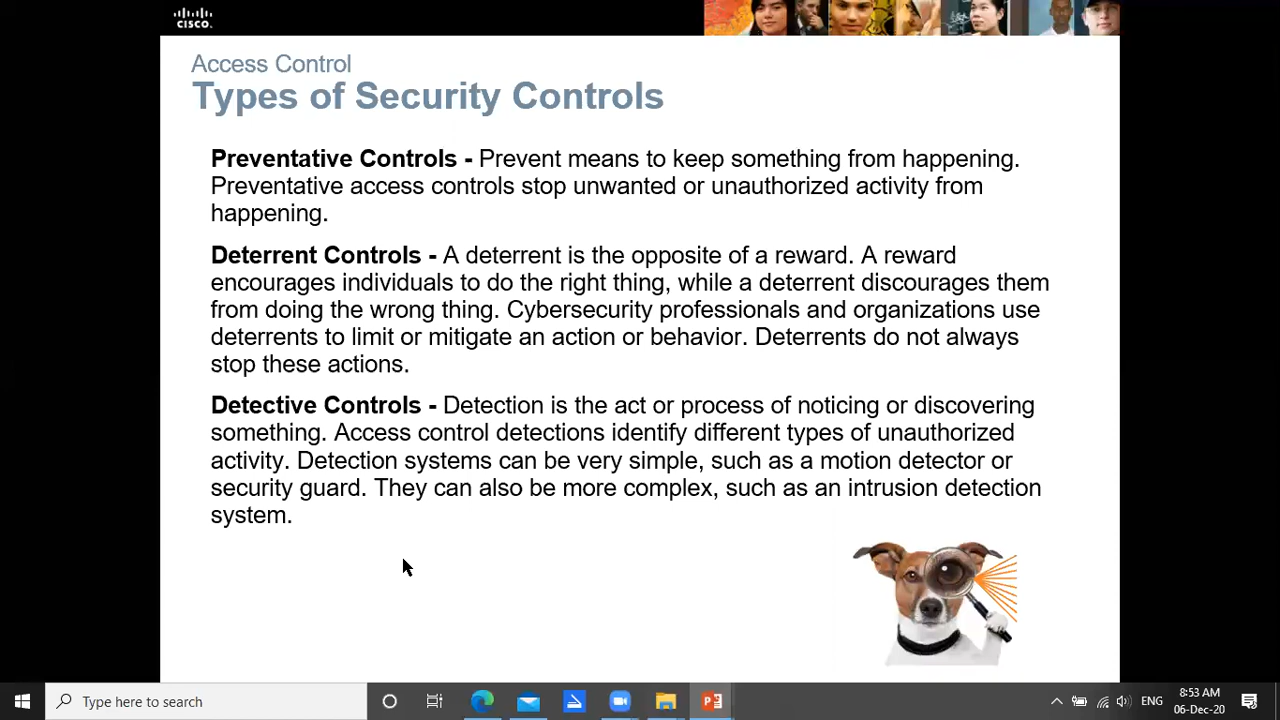 CISCO
Access Control
Types of Security Controls
Preventative Controls - Prevent means to keep something from happening.
Preventative access controls stop unwanted or unauthorized activity from
happening.
Deterrent Controls - A deterrent is the opposite of a reward. A reward
encourages individuals to do the right thing, while a deterrent discourages them
from doing the wrong thing. Cybersecurity professionals and organizations use
deterrents to limit or mitigate an action or behavior. Deterrents do not always
stop these actions.
Detective Controls - Detection is the act or process of noticing or discovering
something. Access control detections identify different types of unauthorized
activity. Detection systems can be very simple, such as a motion detector or
security guard. They can also be more complex, such as an intrusion detection
system.
Type here to search
ENG
8:53 AM
06-Dec-20